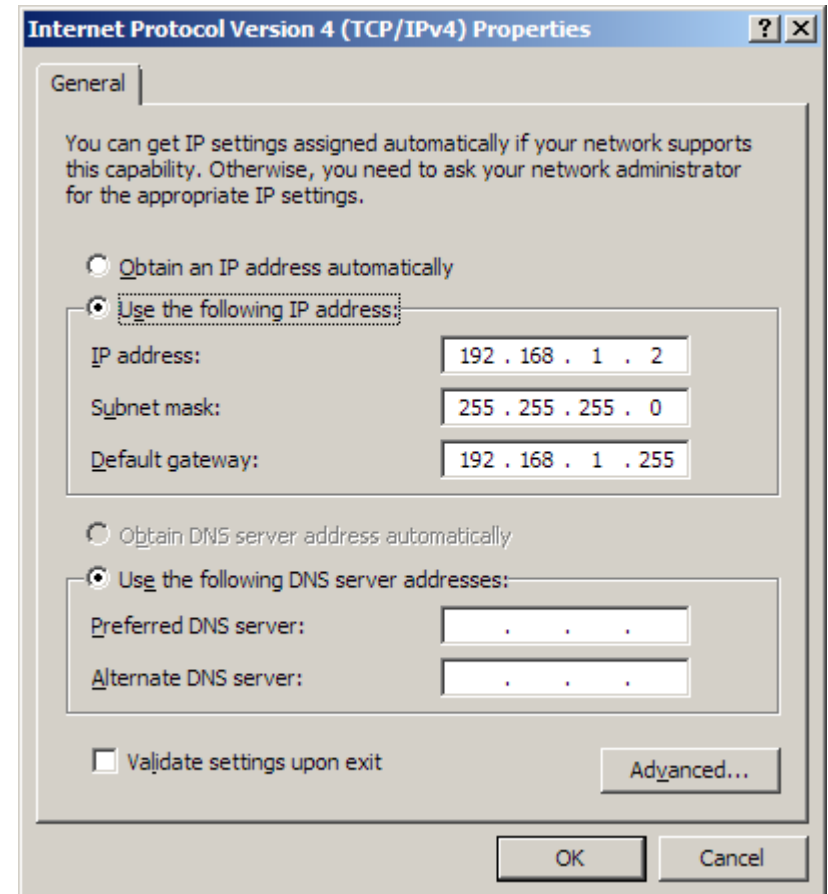 Internet Protocol Version 4 (TCP/IPv4) Properties
General
You can get IP settings assigned automatically if your network supports
this capability. Otherwise, you need to ask your network administrator
for the appropriate IP settings.
Obtain an IP address automatically
Use the following IP address:
IP address: 192 . 168 . 1 . 2
Subnet mask: 255 . 255 . 255 . 0
Default gateway: 192 . 168 . 1 . 255
Obtain DNS server address automatically
Use the following DNS server addresses:
Preferred DNS server: . . .
Alternate DNS server: . . .
Validate settings upon exit
Advanced...
OK Cancel